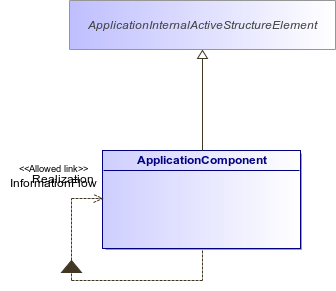 ApplicationInternalActiveStructureElement
ApplicationComponent
<<Allowed link>>
Realization
InformationFlow